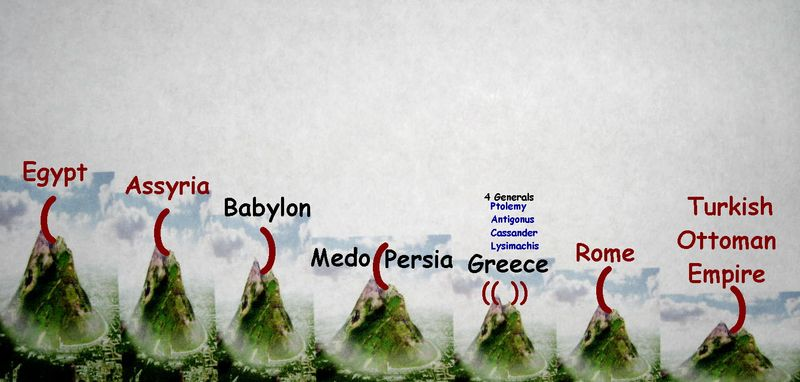 Egypt
Assyria
Babylon
Medo Persia
4 Generals
Ptolemy
Antigonus
Cassander
Lysimachis
Greece
Rome
Turkish
Ottoman
Empire